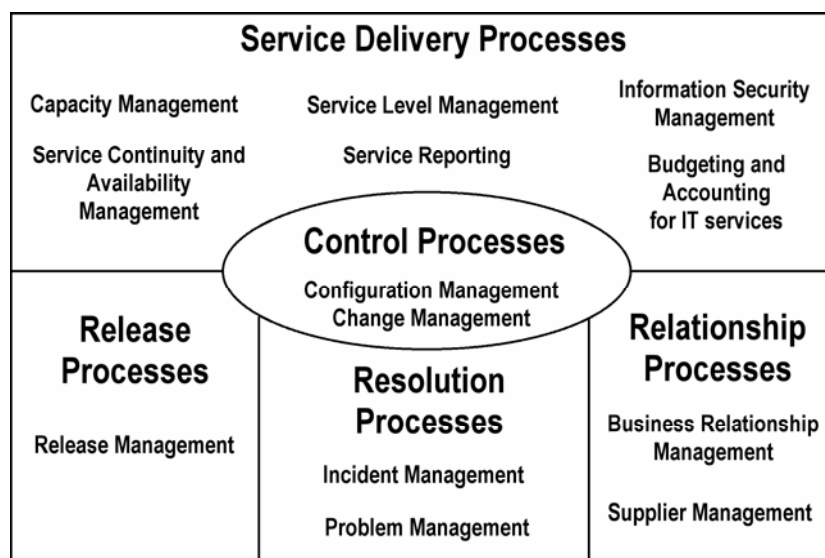 Service Delivery Processes
Capacity Management
Service Continuity and
Availability
Management
Service Level Management
Service Reporting
Information Security
Management
Budgeting and
Accounting
for IT services
Control Processes
Configuration Management
Change Management
Release
Processes
Release Management
Resolution
Processes
Incident Management
Problem Management
Relationship
Processes
Business Relationship
Management
Supplier Management